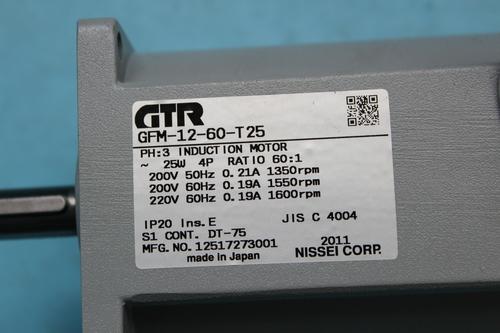 GTR
GFM-12-60-T25
PH:3 INDUCTION MOTOR
~ 25W 4P RATIO 60:1
200V 50Hz 0.21A 1350rpm
200V 60Hz 0.19A 1550rpm
220V 60Hz 0.19A 1600rpm
IP20 Ins.E JIS C 4004
S1 CONT. DT-75
MFG.NO.12517273001 2011
made in Japan NISSEI CORP.